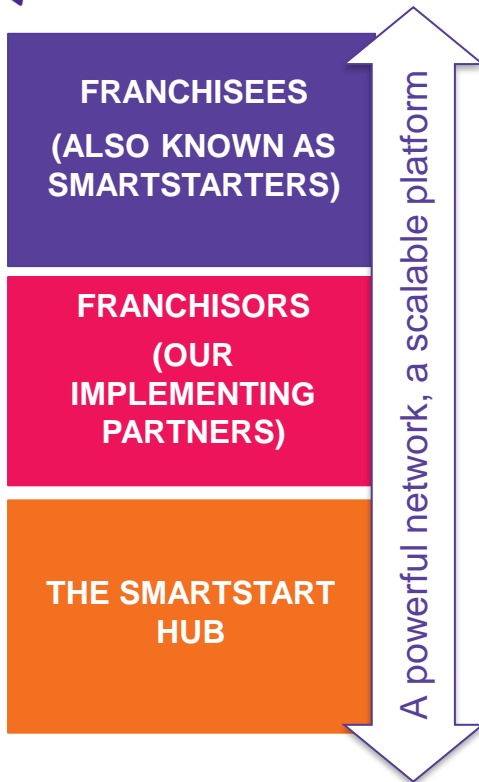 FRANCHISEES
(ALSO KNOWN AS
SMARTSTARTERS)
FRANCHISORS
(OUR
IMPLEMENTING
PARTNERS)
THE SMARTSTART
HUB
A powerful network, a scalable platform